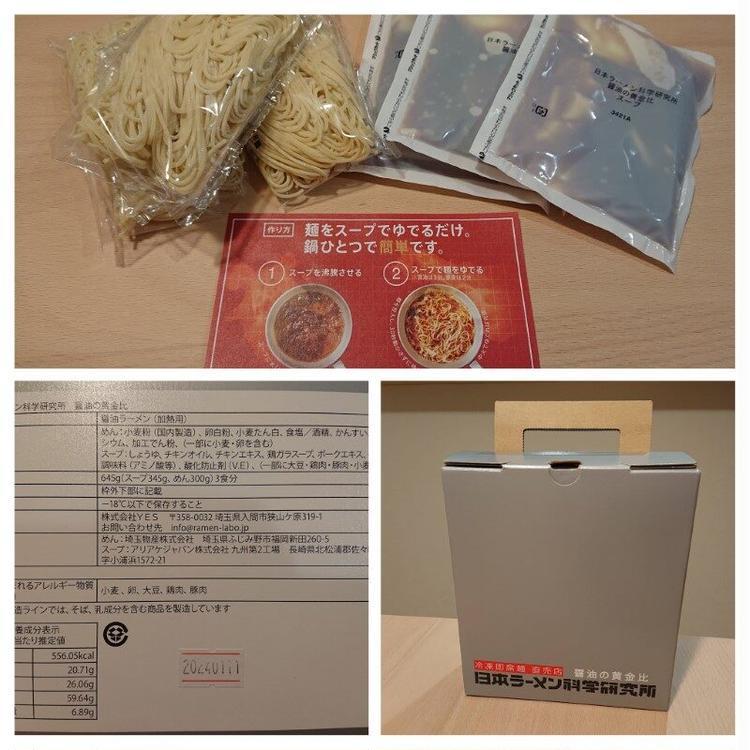 日本ラーメン科学研究所
醤油の黄金比
スープ
3421A
作り方
麺をスープでゆでるだけ。
鍋ひとつで簡単です。
1 スープを沸騰させる
2 スープで麺をゆでる
ン科学研究所 醤油の黄金比
醤油ラーメン(加熱用)
めん:小麦粉(国内製造)、卵白粉、小麦たん白、食塩/酒精、かんすい、
シウム、加工でん粉、(一部に小麦・卵を含む)
スープ:しょうゆ、チキンオイル、チキンエキス、鶏ガラスープ、ポークエキス、
調味料(アミノ酸等)、酸化防止剤(V.E)、(一部に大豆・鶏肉・豚肉・小麦
645g(スープ345g、めん300g)3食分
枠外下部に記載
−18℃以下で保存すること
株式会社YES 〒358-0032 埼玉県入間市狭山ケ原319-1
お問い合わせ先 info@ramen-labo.jp
めん:埼玉物産株式会社 埼玉県ふじみ野市福岡新田260-5
スープ:アリアケジャパン株式会社 九州第2工場 長崎県北松浦郡佐々
字小浦浜1572-21
まれるアレルギー物質
小麦、卵、大豆、鶏肉、豚肉
造ラインでは、そば、乳成分を含む商品を製造しています
養成分表示
当たり推定値
556.05kcal
20.71g
26.06g
59.64g
6.89g
20240111
冷凍即席麺 直売店 醤油の黄金比
日本ラーメン科学研究所